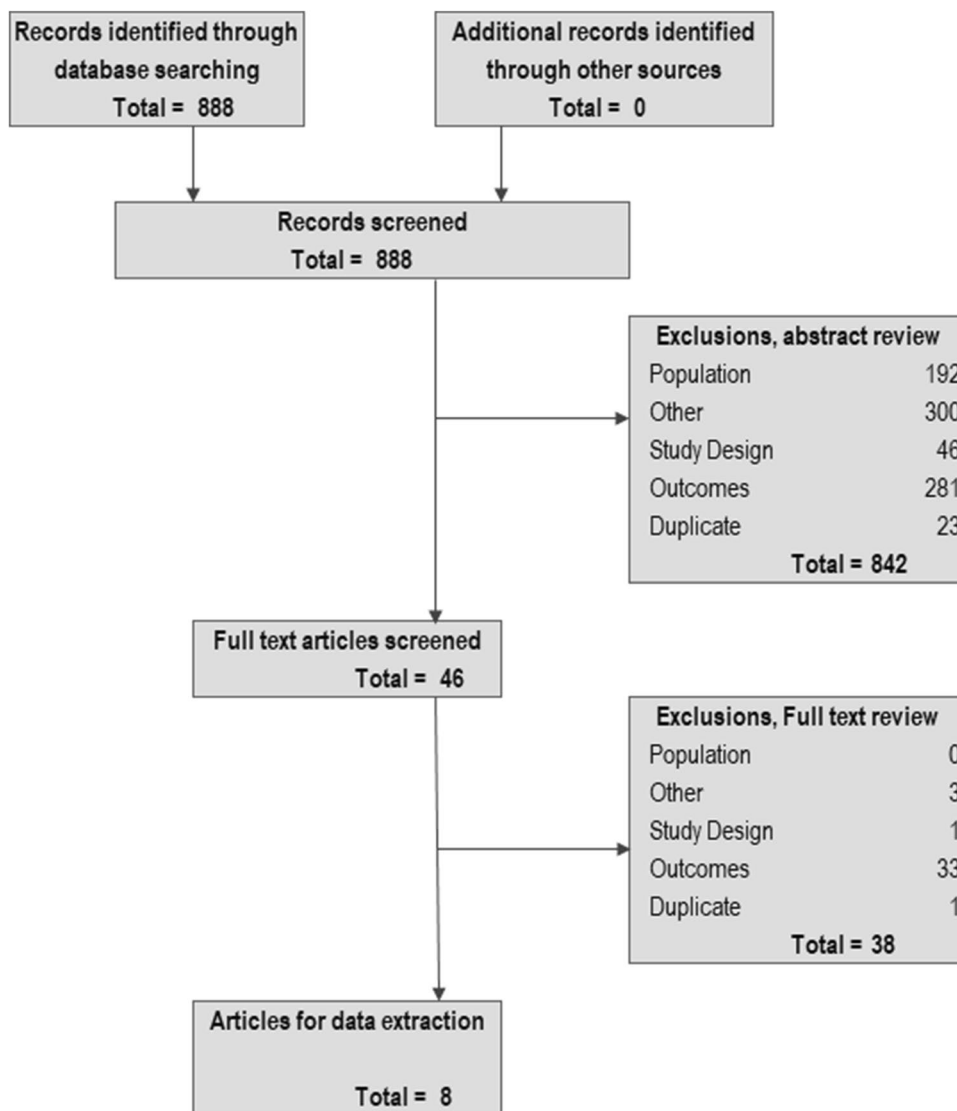 Records identified through
database searching
Total = 888
Additional records identified
through other sources
Total = 0
Records screened
Total = 888
Exclusions, abstract review
Population 192
Other 300
Study Design 46
Outcomes 281
Duplicate 23
Total = 842
Full text articles screened
Total = 46
Exclusions, Full text review
Population 0
Other 3
Study Design 1
Outcomes 33
Duplicate 1
Total = 38
Articles for data extraction
Total = 8